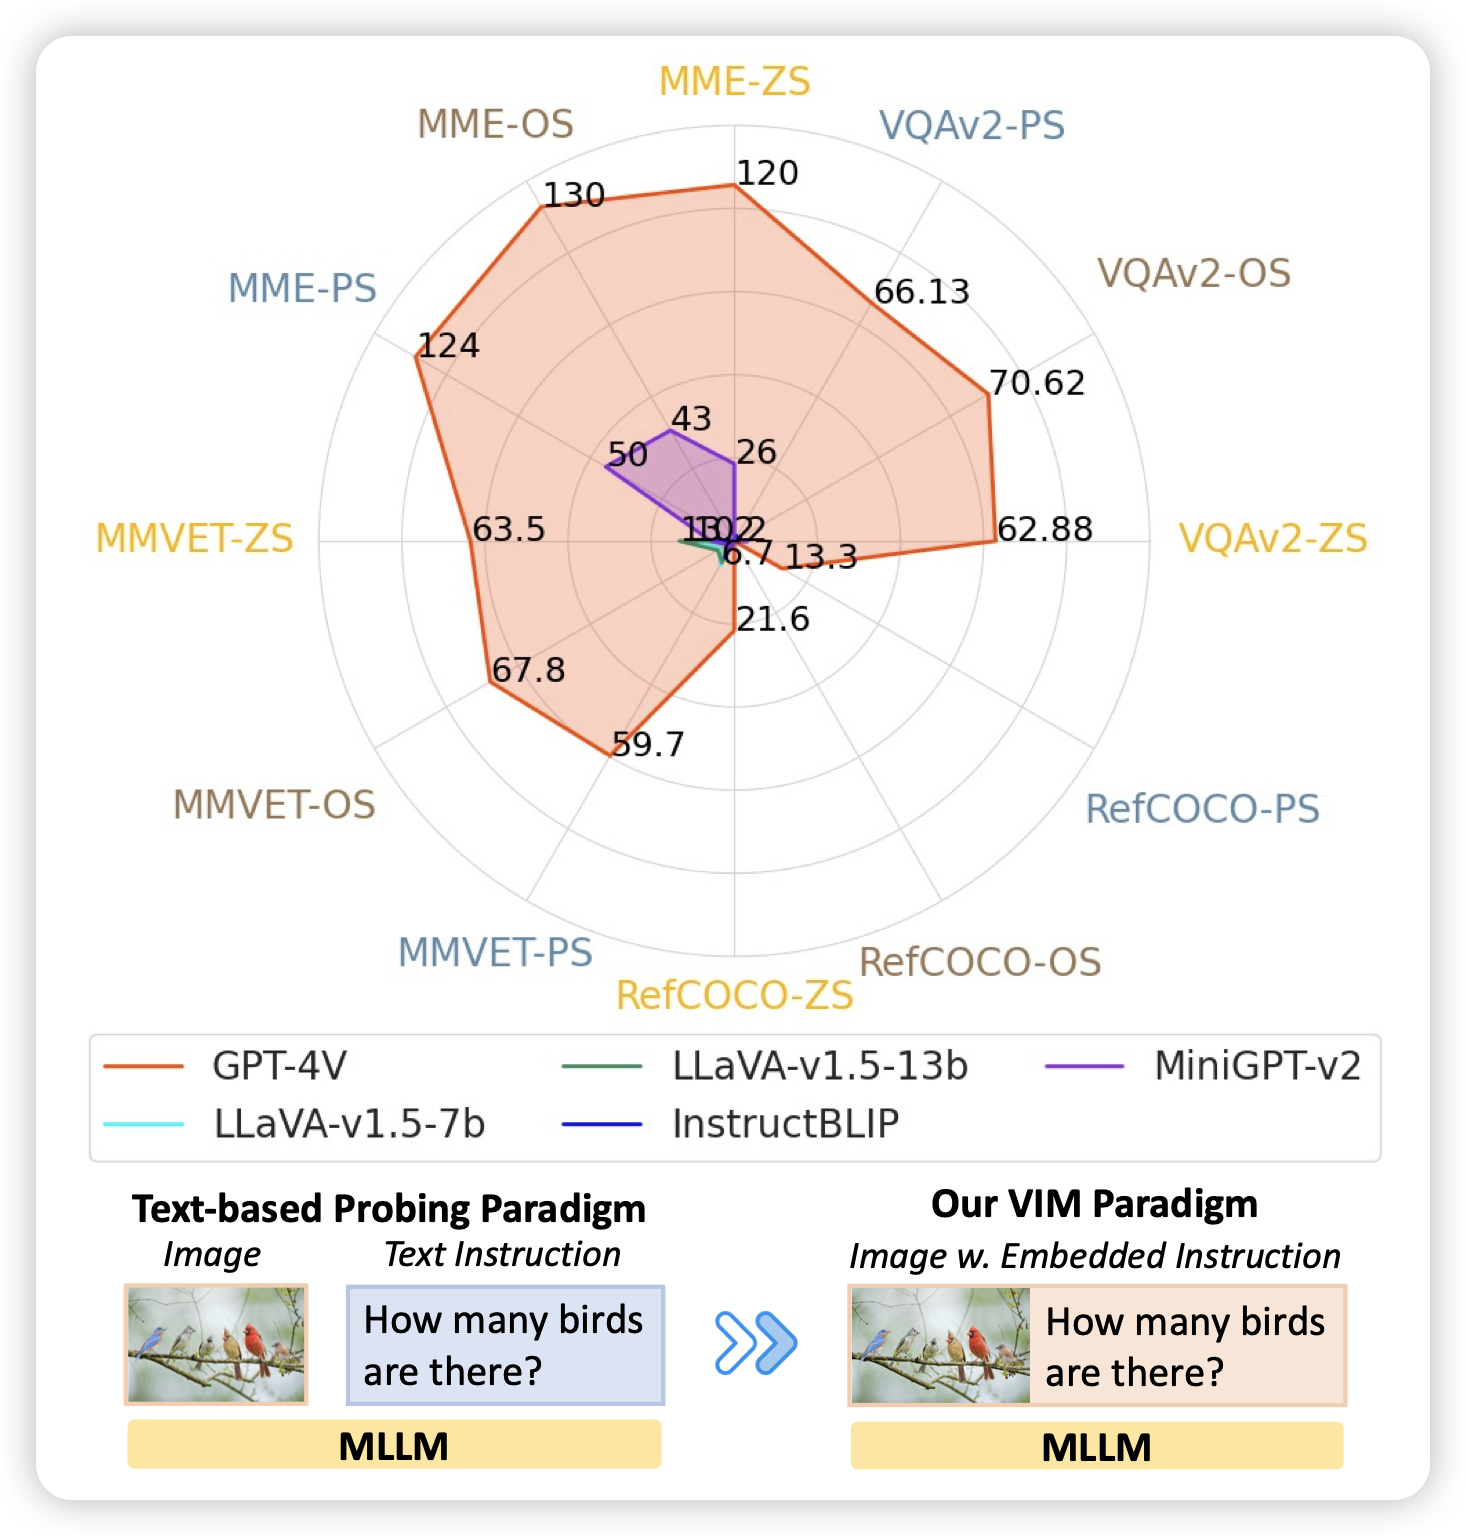 MME-ZS
MME-OS
VQAv2-PS
120
130
VQAv2-OS
MME-PS
66.13
124
70.62
43
50
26
MMVET-ZS
63.5
62.88
VQAv2-ZS
6.7
13.3
21.6
67.8
59.7
MMVET-OS
RefCOCO-PS
MMVET-PS
RefCOCO-OS
RefCOCO-ZS
GPT-4V
LLaVA-v1.5-13b
MiniGPT-v2
LLaVA-v1.5-7b
InstructBLIP
Text-based Probing Paradigm
Our VIM Paradigm
Image
Text Instruction
Image w. Embedded Instruction
How many birds
are there?
How many birds
are there?
MLLM
MLLM